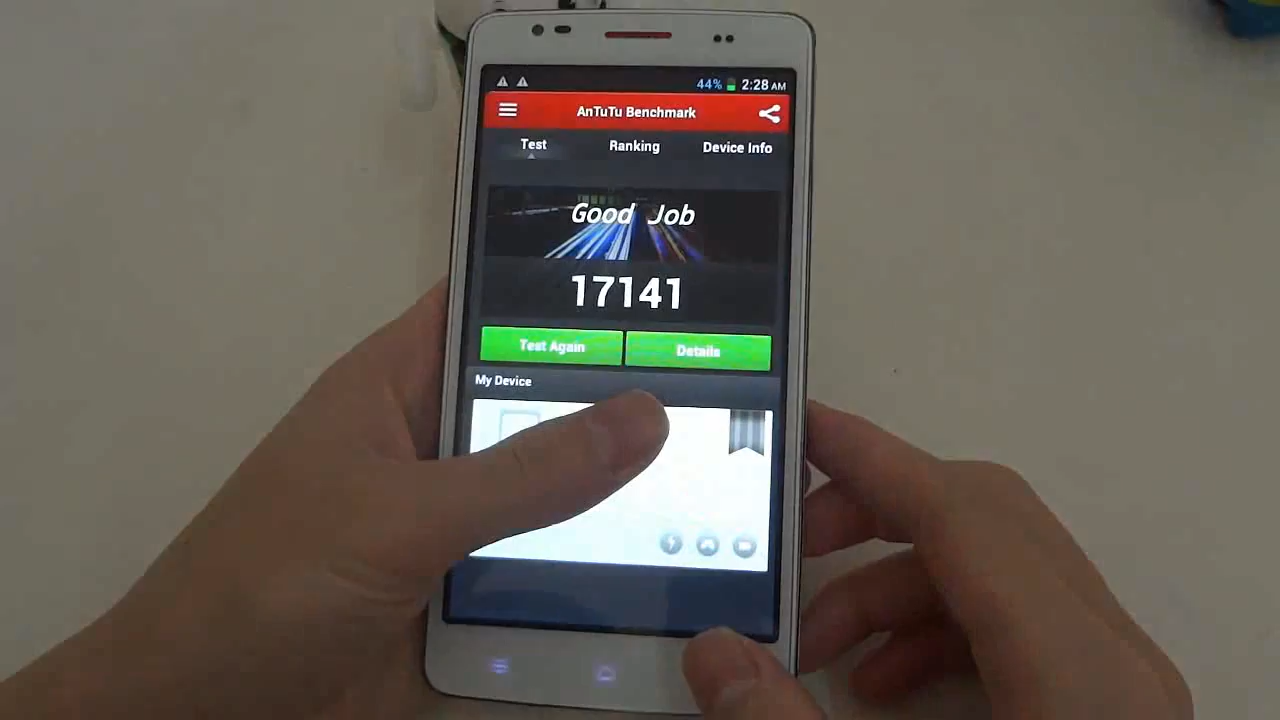 44% 2:28 AM
AnTuTu Benchmark
Test Ranking Device Info
Good Job
17141
Test Again Details
My Device